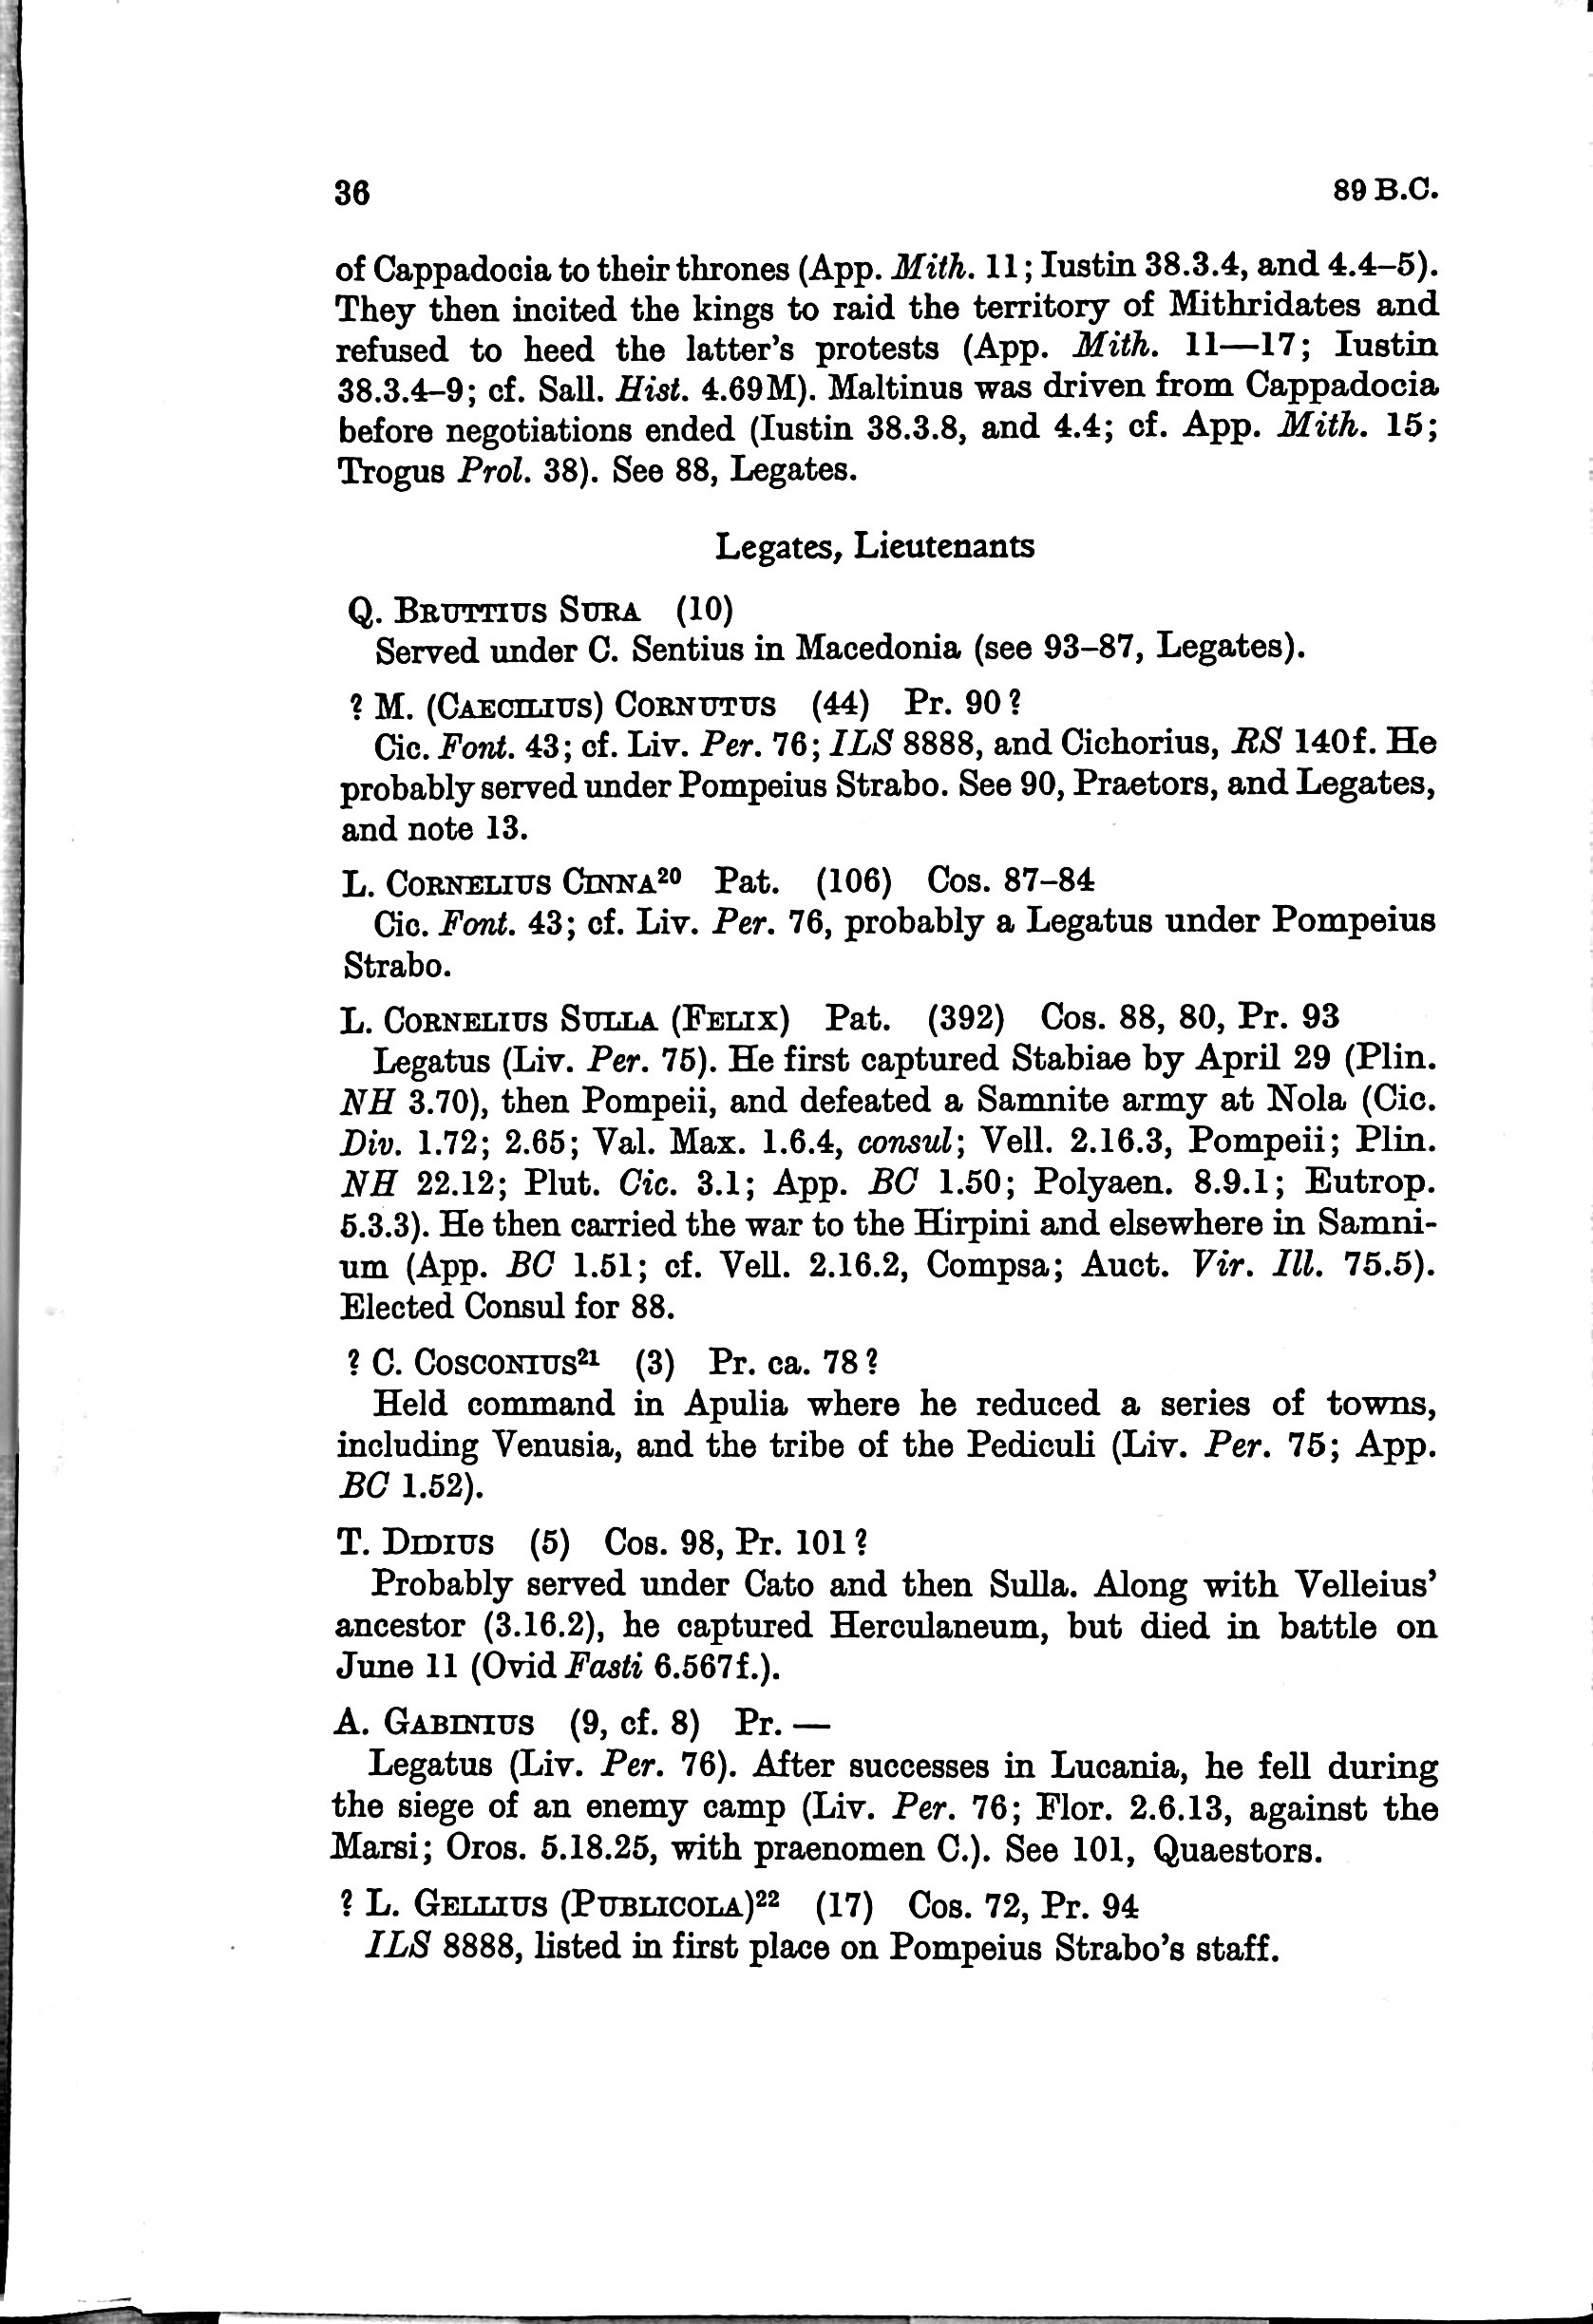 36 89 B.C.
of Cappadocia to their thrones (App. Mith. 11; Iustin 38.3.4, and 4.4–5).
They then incited the kings to raid the territory of Mithridates and
refused to heed the latter's protests (App. Mith. 11—17; Iustin
38.3.4–9; cf. Sall. Hist. 4.69M). Maltinus was driven from Cappadocia
before negotiations ended (Iustin 38.3.8, and 4.4; cf. App. Mith. 15;
Trogus Prol. 38). See 88, Legates.
Legates, Lieutenants
Q. BRUTTIUS SURA (10)
Served under C. Sentius in Macedonia (see 93–87, Legates).
? M. (CAECILIUS) CORNUTUS (44) Pr. 90?
Cic. Font. 43; cf. Liv. Per. 76; ILS 8888, and Cichorius, RS 140f. He
probably served under Pompeius Strabo. See 90, Praetors, and Legates,
and note 13.
L. CORNELIUS CINNA²⁰ Pat. (106) Cos. 87–84
Cic. Font. 43; cf. Liv. Per. 76, probably a Legatus under Pompeius
Strabo.
L. CORNELIUS SULLA (FELIX) Pat. (392) Cos. 88, 80, Pr. 93
Legatus (Liv. Per. 75). He first captured Stabiae by April 29 (Plin.
NH 3.70), then Pompeii, and defeated a Samnite army at Nola (Cic.
Div. 1.72; 2.65; Val. Max. 1.6.4, consul; Vell. 2.16.3, Pompeii; Plin.
NH 22.12; Plut. Cic. 3.1; App. BC 1.50; Polyaen. 8.9.1; Eutrop.
5.3.3). He then carried the war to the Hirpini and elsewhere in Samni-
um (App. BC 1.51; cf. Vell. 2.16.2, Compsa; Auct. Vir. Ill. 75.5).
Elected Consul for 88.
? C. COSCONIUS²¹ (3) Pr. ca. 78?
Held command in Apulia where he reduced a series of towns,
including Venusia, and the tribe of the Pediculi (Liv. Per. 75; App.
BC 1.52).
T. DIDIUS (5) Cos. 98, Pr. 101?
Probably served under Cato and then Sulla. Along with Velleius'
ancestor (3.16.2), he captured Herculaneum, but died in battle on
June 11 (Ovid Fasti 6.567f.).
A. GABINIUS (9, cf. 8) Pr. —
Legatus (Liv. Per. 76). After successes in Lucania, he fell during
the siege of an enemy camp (Liv. Per. 76; Flor. 2.6.13, against the
Marsi; Oros. 5.18.25, with praenomen C.). See 101, Quaestors.
? L. GELLIUS (PUBLICOLA)²² (17) Cos. 72, Pr. 94
ILS 8888, listed in first place on Pompeius Strabo's staff.